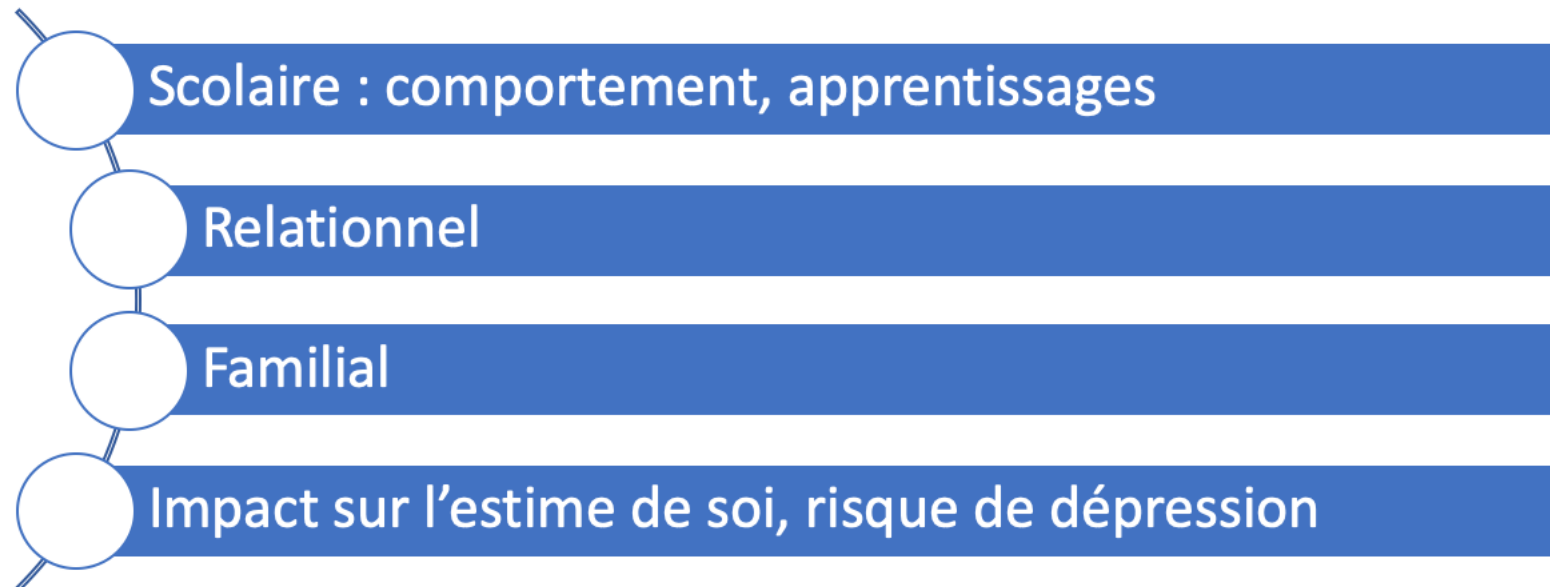 Scolaire : comportement, apprentissages
Relationnel
Familial
Impact sur l’estime de soi, risque de dépression